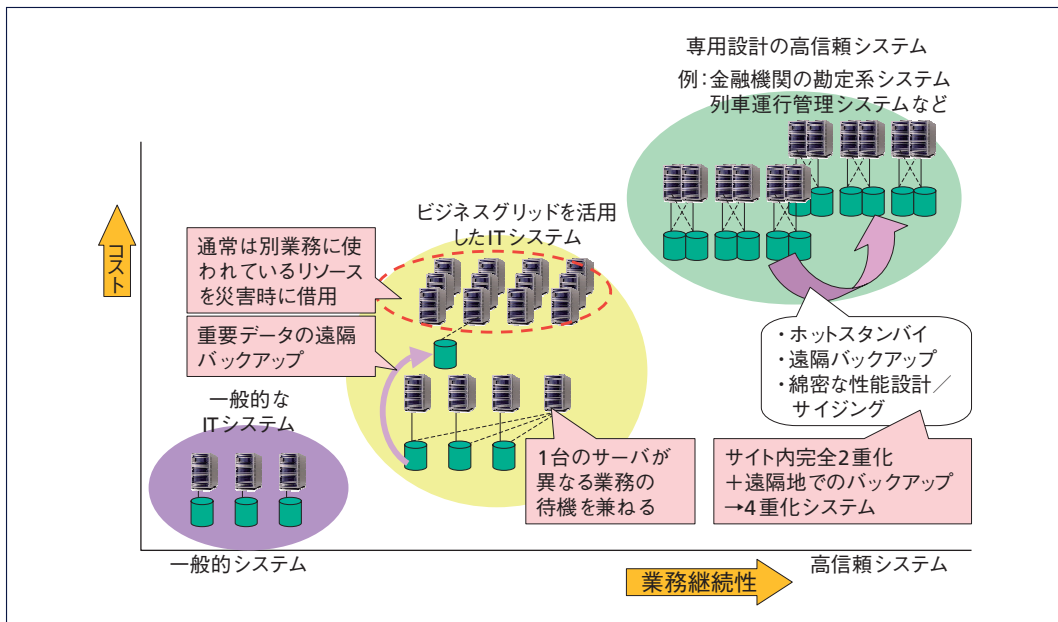 専用設計の高信頼システム
例：金融機関の勘定系システム
列車運行管理システムなど
ビジネスグリッドを活用
したITシステム
通常は別業務に使
われているリソース
を災害時に借用
重要データの遠隔
バックアップ
コスト
一般的な
ITシステム
・ホットスタンバイ
・遠隔バックアップ
・綿密な性能設計／
サイジング
1台のサーバが
異なる業務の
待機を兼ねる
サイト内完全2重化
＋遠隔地でのバックアップ
→4重化システム
一般的システム
業務継続性
高信頼システム